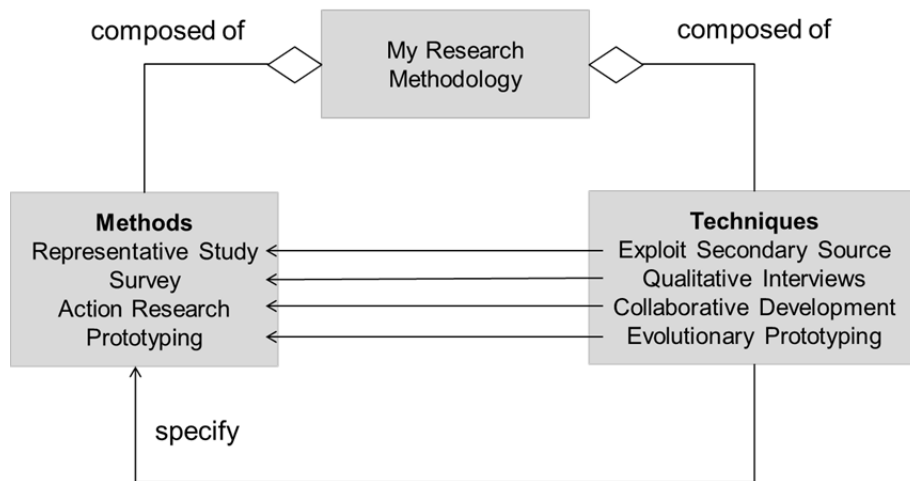 composed of
My Research
Methodology
composed of
Methods
Representative Study
Survey
Action Research
Prototyping
Techniques
Exploit Secondary Source
Qualitative Interviews
Collaborative Development
Evolutionary Prototyping
specify